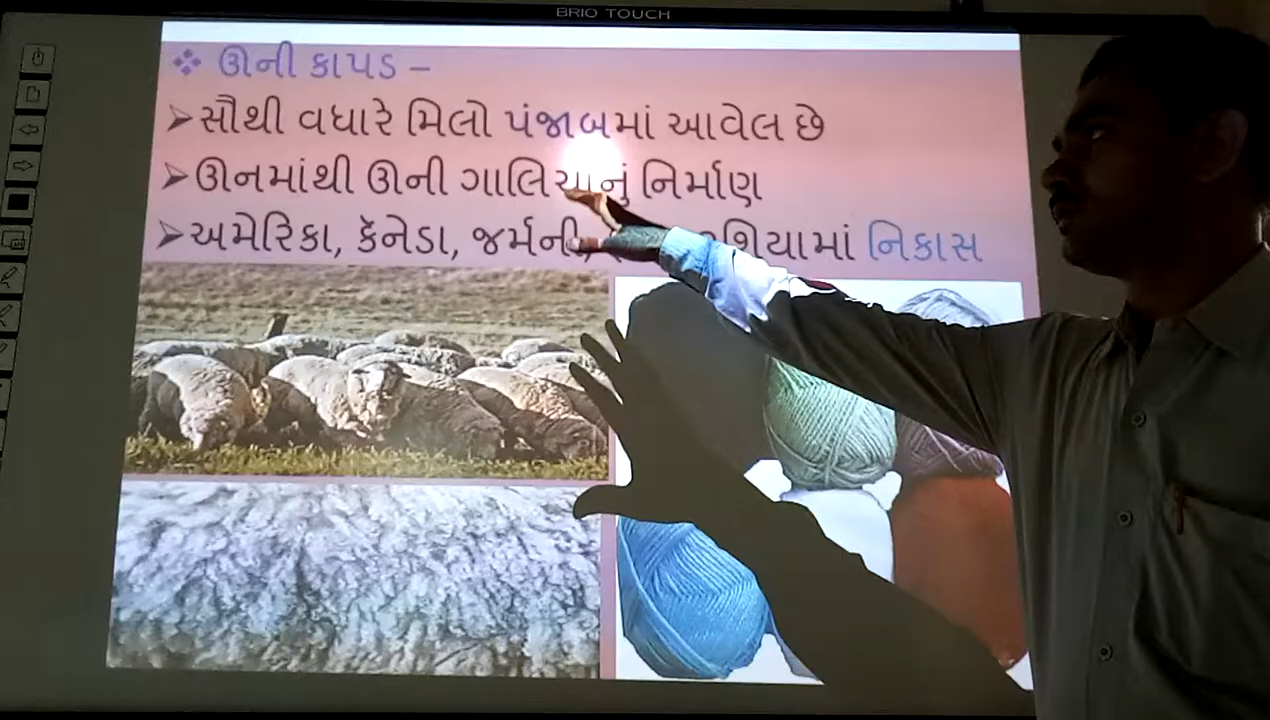 BRIO TOUCH
ઊની કાપડ –
સૌથી વધારે મિલો પંજાબમાં આવેલ છે
ઊનમાંથી ઊની ગાલિચાનું નિર્માણ
અમેરિકા, કૅનેડા, જર્મની, નિકાસ